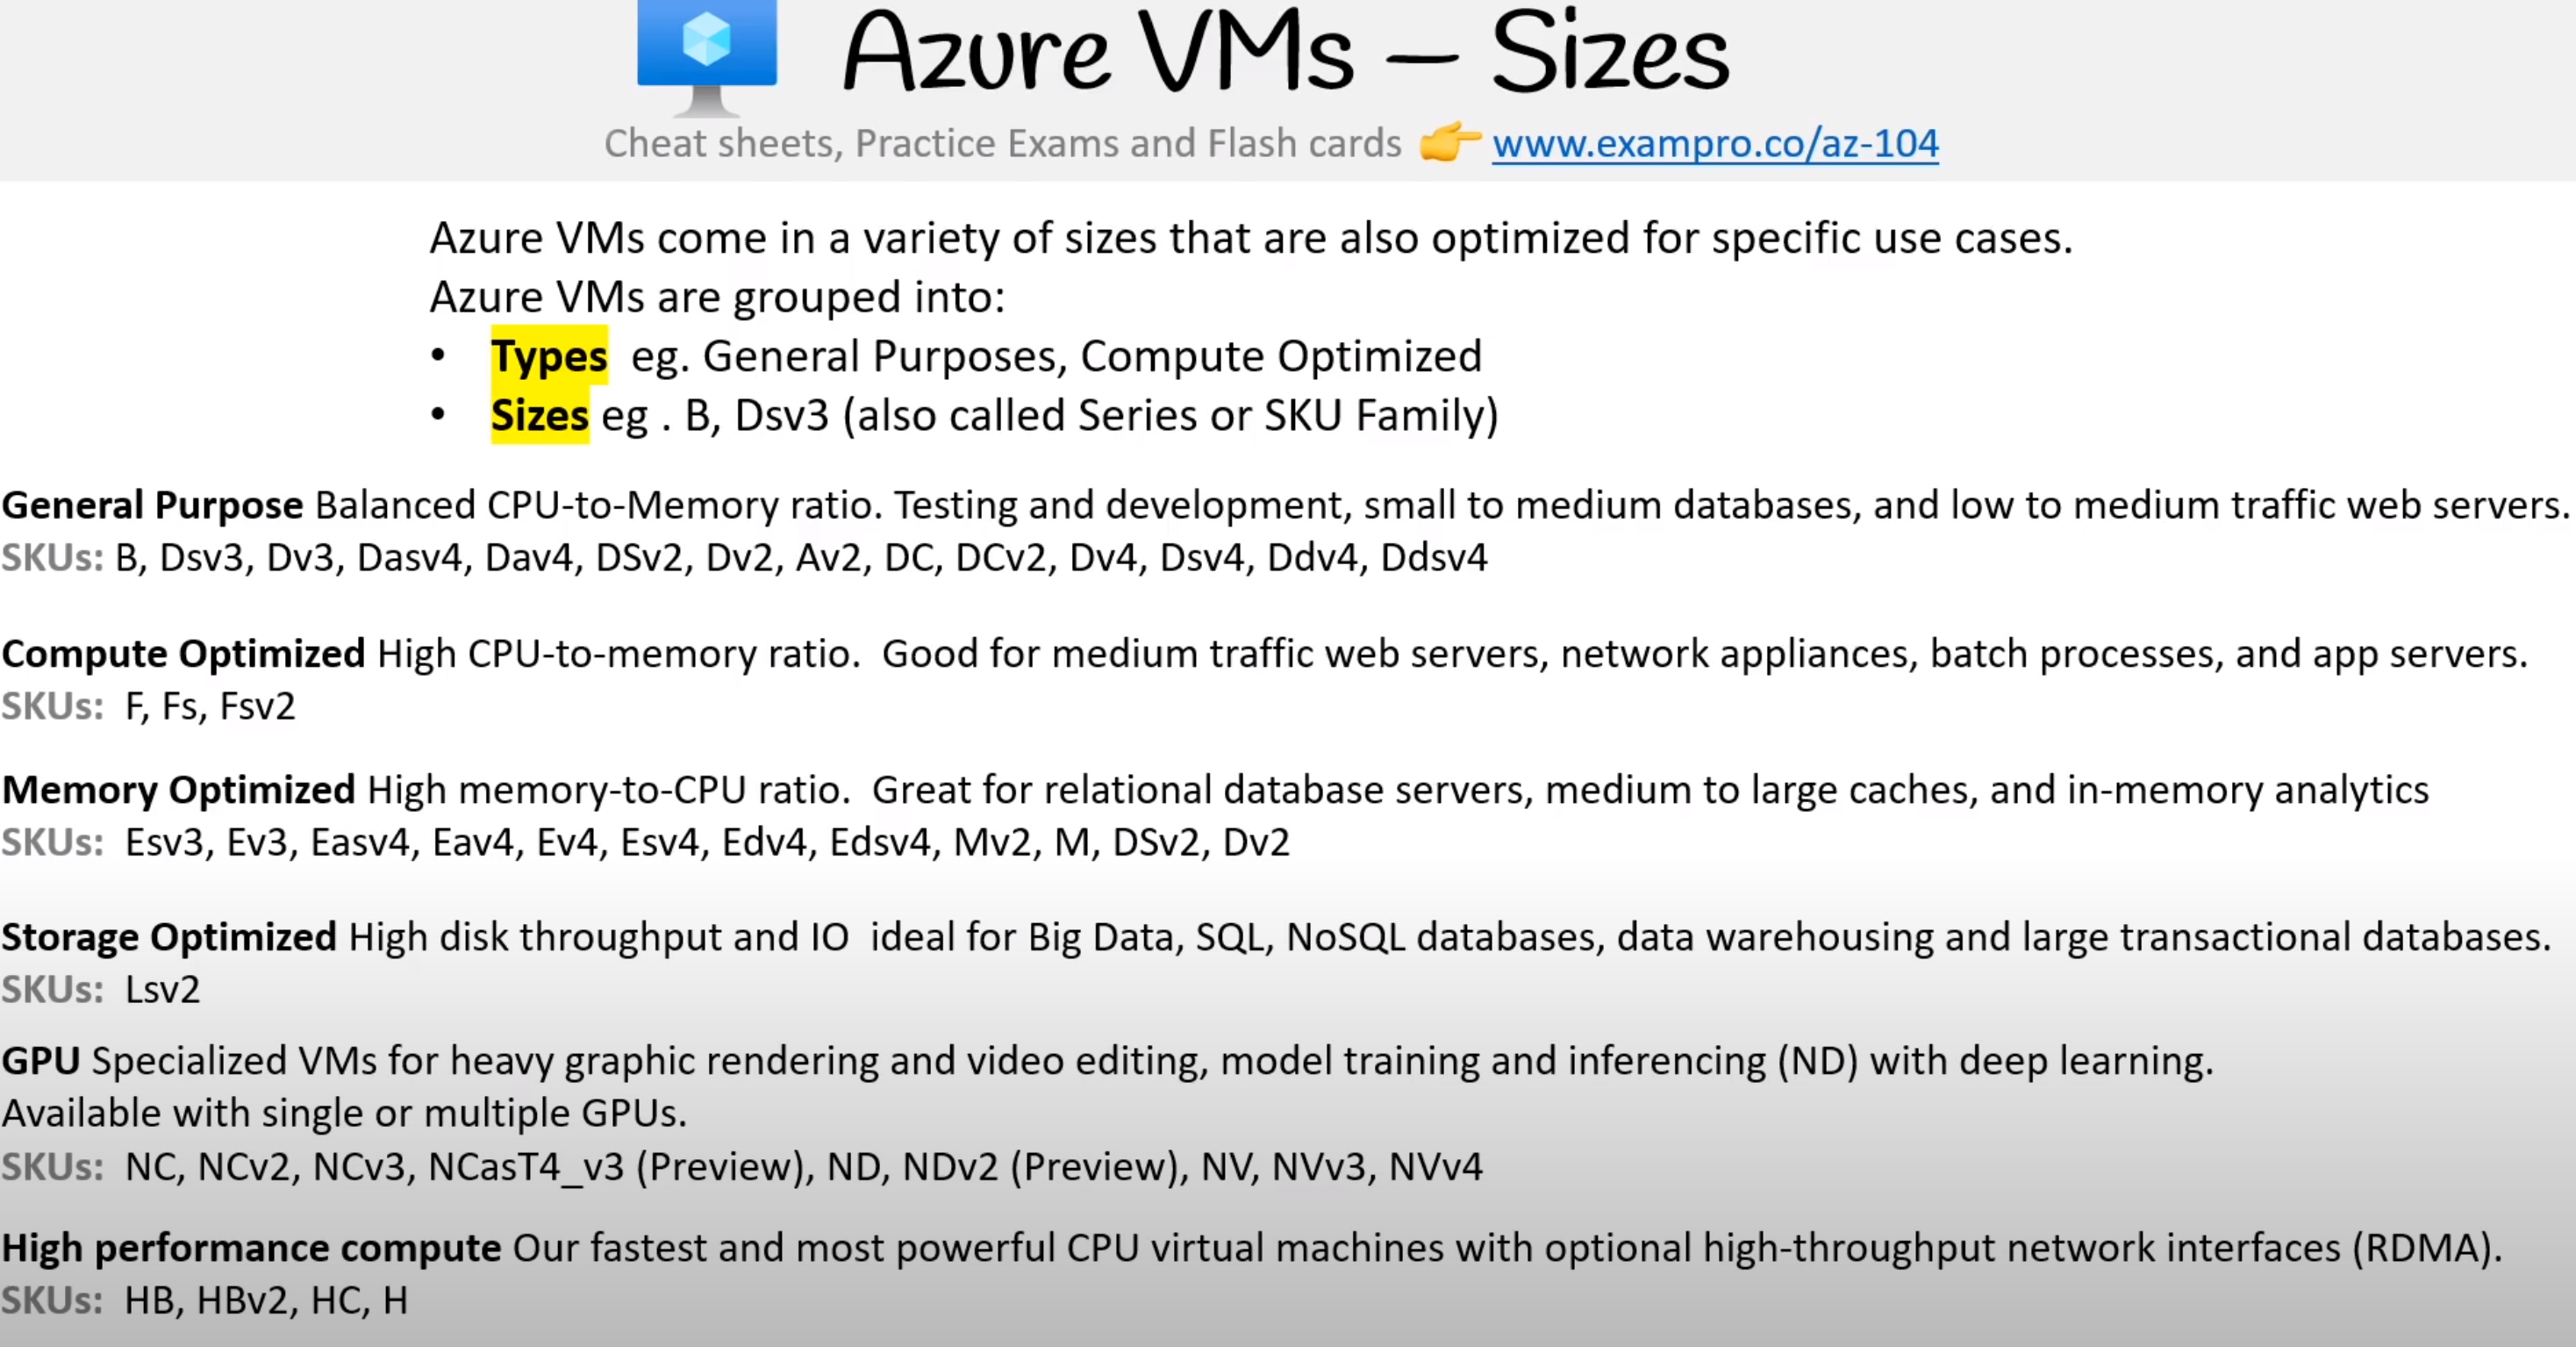 Azure VMs – Sizes
Cheat sheets, Practice Exams and Flash cards 👉 www.exampro.co/az-104
Azure VMs come in a variety of sizes that are also optimized for specific use cases.
Azure VMs are grouped into:
• Types eg. General Purposes, Compute Optimized
• Sizes eg . B, Dsv3 (also called Series or SKU Family)
General Purpose Balanced CPU-to-Memory ratio. Testing and development, small to medium databases, and low to medium traffic web servers.
SKUs: B, Dsv3, Dv3, Dasv4, Dav4, DSv2, Dv2, Av2, DC, DCv2, Dv4, Dsv4, Ddv4, Ddsv4
Compute Optimized High CPU-to-memory ratio. Good for medium traffic web servers, network appliances, batch processes, and app servers.
SKUs: F, Fs, Fsv2
Memory Optimized High memory-to-CPU ratio. Great for relational database servers, medium to large caches, and in-memory analytics
SKUs: Esv3, Ev3, Easv4, Eav4, Ev4, Esv4, Edv4, Edsv4, Mv2, M, DSv2, Dv2
Storage Optimized High disk throughput and IO ideal for Big Data, SQL, NoSQL databases, data warehousing and large transactional databases.
SKUs: Lsv2
GPU Specialized VMs for heavy graphic rendering and video editing, model training and inferencing (ND) with deep learning.
Available with single or multiple GPUs.
SKUs: NC, NCv2, NCv3, NCasT4_v3 (Preview), ND, NDv2 (Preview), NV, NVv3, NVv4
High performance compute Our fastest and most powerful CPU virtual machines with optional high-throughput network interfaces (RDMA).
SKUs: HB, HBv2, HC, H